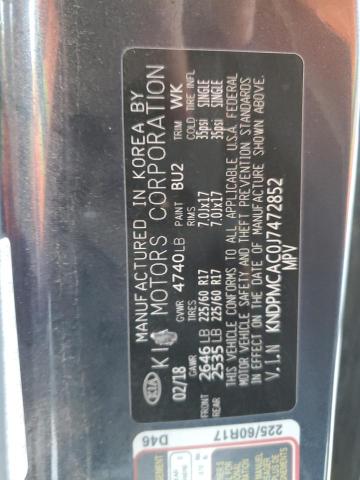 MANUFACTURED IN KOREA BY
KIA KI MOTORS CORPORATION
02/18 GVWR 4740LB PAINT BU2 TRIM WK
GAWR TIRES RIMS COLD TIRE INFL
FRONT 2646LB 225/60 R17 7.0Jx17 35psi SINGLE
REAR 2535LB 225/60 R17 7.0Jx17 35psi SINGLE
THIS VEHICLE CONFORMS TO ALL APPLICABLE U.S.A. FEDERAL
MOTOR VEHICLE SAFETY AND THEFT PREVENTION STANDARDS
IN EFFECT ON THE DATE OF MANUFACTURE SHOWN ABOVE.
V.I.N KNDPMCAC0J7472852
MPV
D46
225/60R17